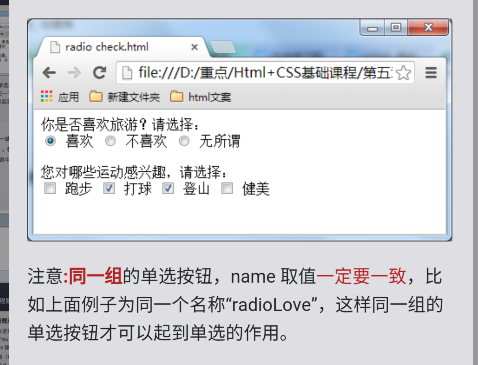 radio check.html
file:///D:/重点/Html+CSS基础课程/第五
应用 新建文件夹 html文案
你是否喜欢旅游？请选择：
喜欢 不喜欢 无所谓
您对哪些运动感兴趣，请选择：
跑步 打球 登山 健美
注意:同一组的单选按钮，name 取值一定要一致，比
如上面例子为同一个名称“radioLove”，这样同一组的
单选按钮才可以起到单选的作用。